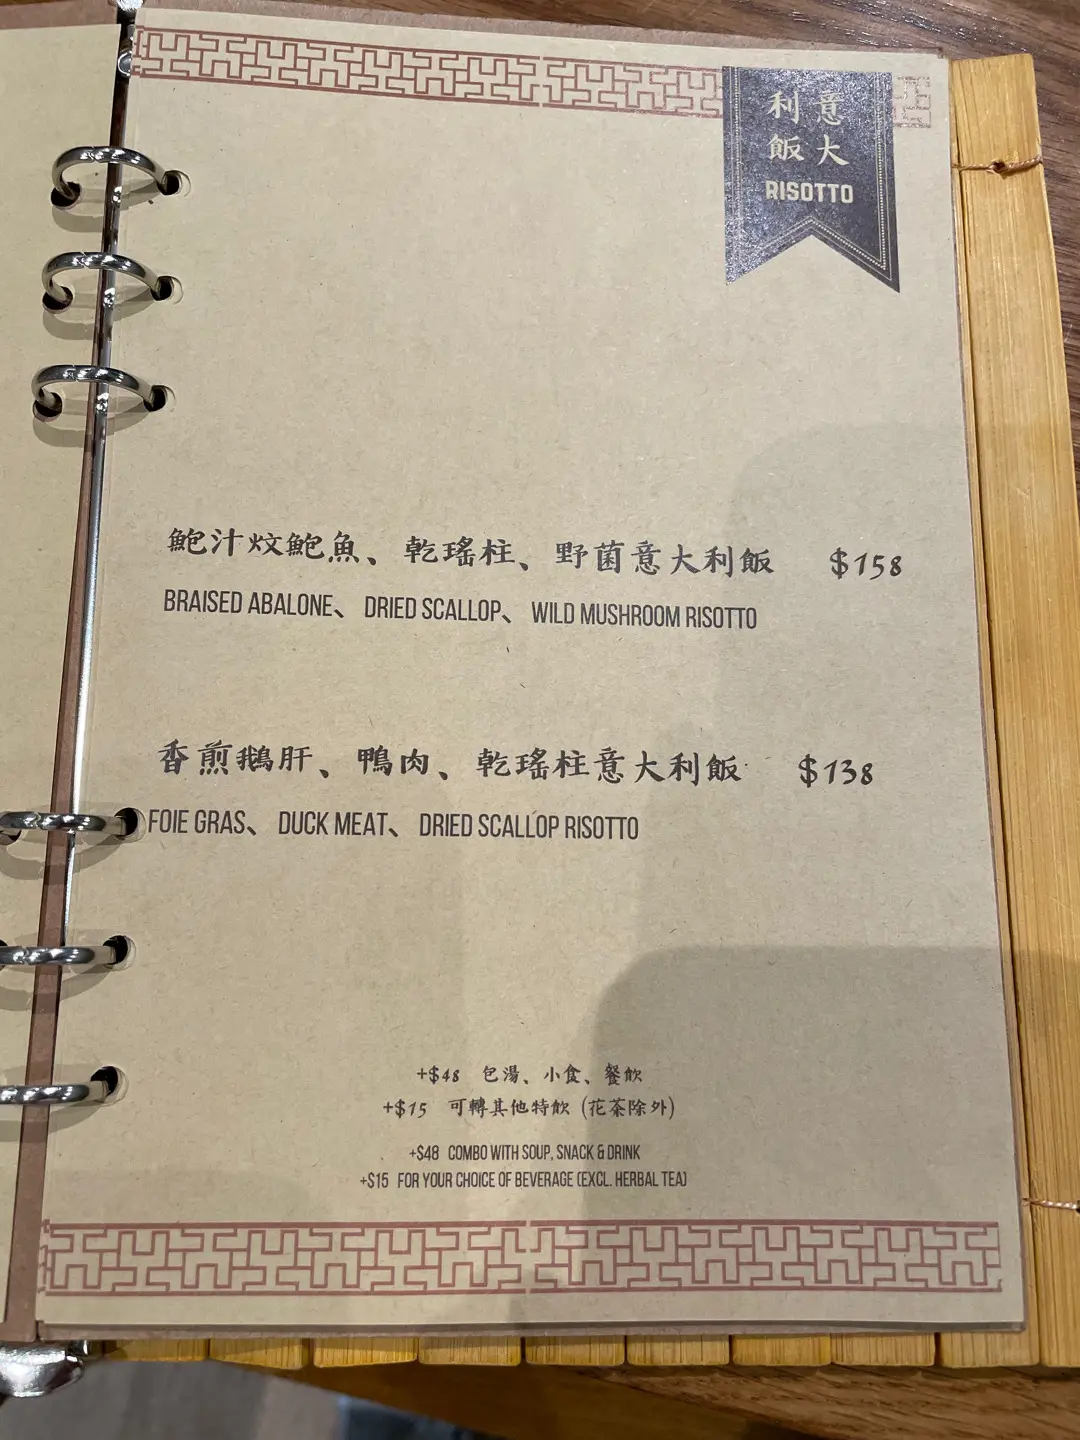 意大
利飯
RISOTTO
鮑汁炆鮑魚、乾瑤柱、野菌意大利飯 $158
BRAISED ABALONE、 DRIED SCALLOP、 WILD MUSHROOM RISOTTO
香煎鵝肝、鴨肉、乾瑤柱意大利飯 $138
FOIE GRAS、 DUCK MEAT、 DRIED SCALLOP RISOTTO
+$48 包湯、小食、餐飲
+$15 可轉其他特飲 (花茶除外)
+$48 COMBO WITH SOUP, SNACK & DRINK
+$15 FOR YOUR CHOICE OF BEVERAGE (EXCL. HERBAL TEA)